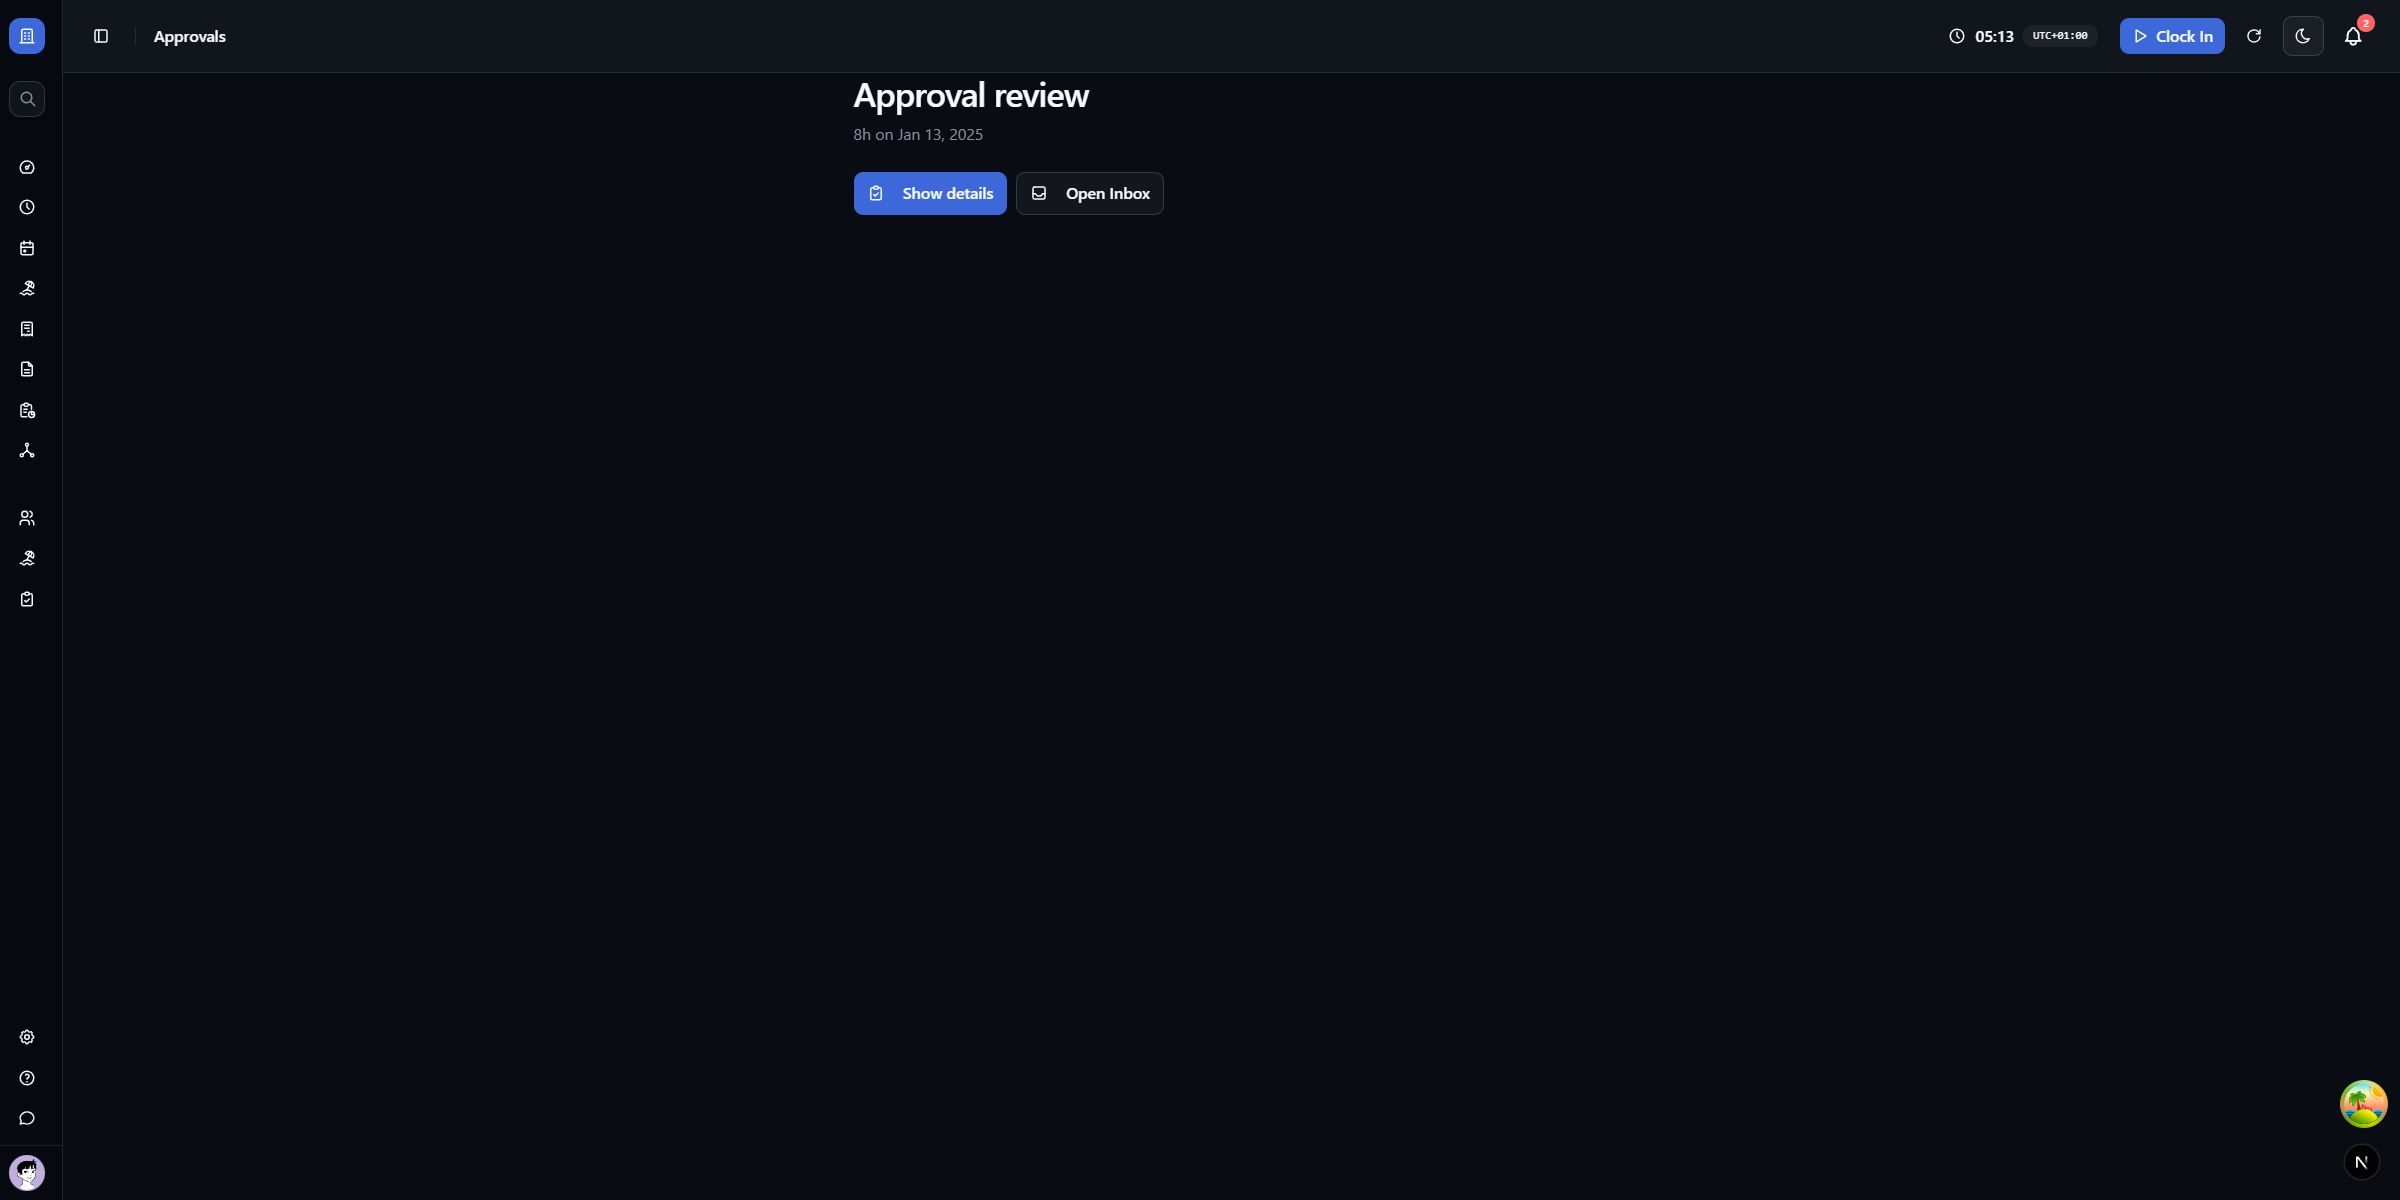 Approvals
05:13 UTC+01:00 Clock In 2
Approval review
8h on Jan 13, 2025
Show details Open Inbox
N